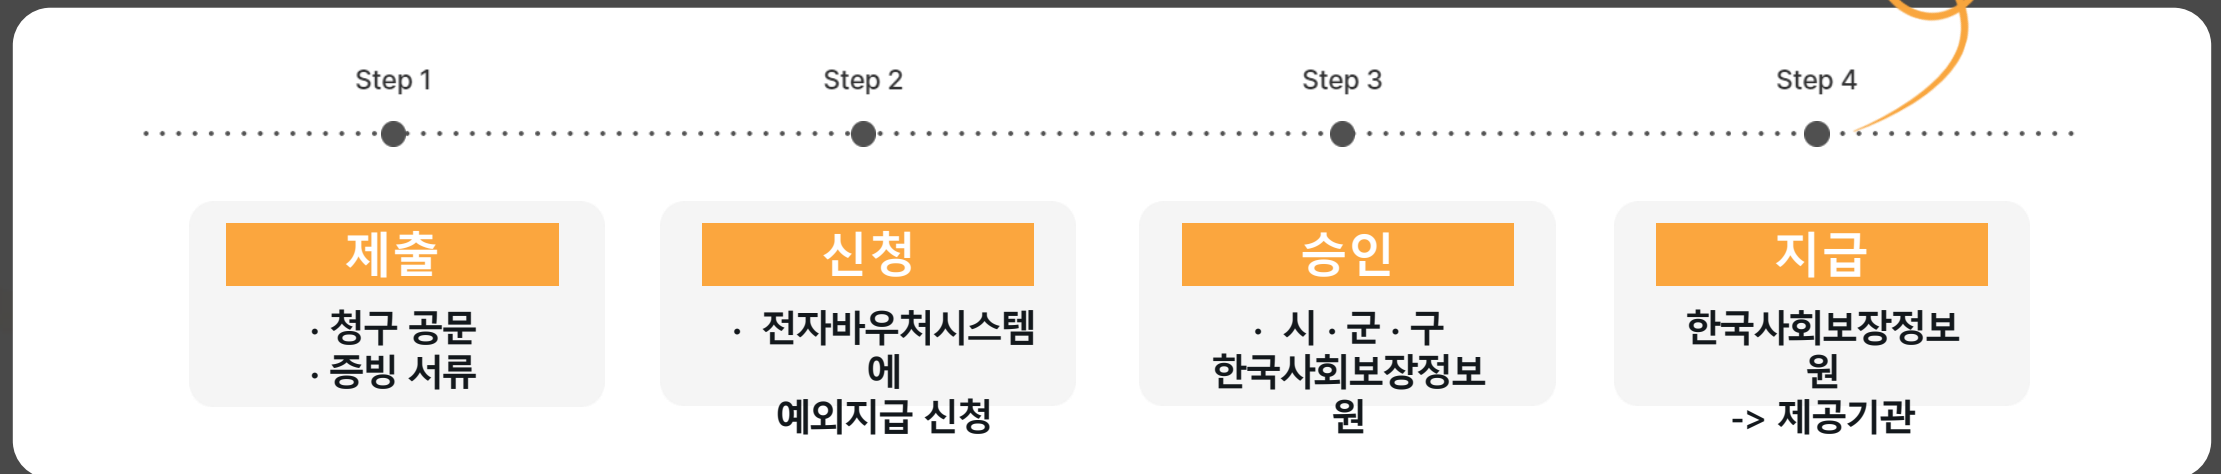 Step 1
Step 2
Step 3
Step 4
제출
· 청구 공문
· 증빙 서류
신청
· 전자바우처시스템
에
예외지급 신청
승인
· 시 · 군 · 구
한국사회보장정보
원
지급
한국사회보장정보
원
-> 제공기관